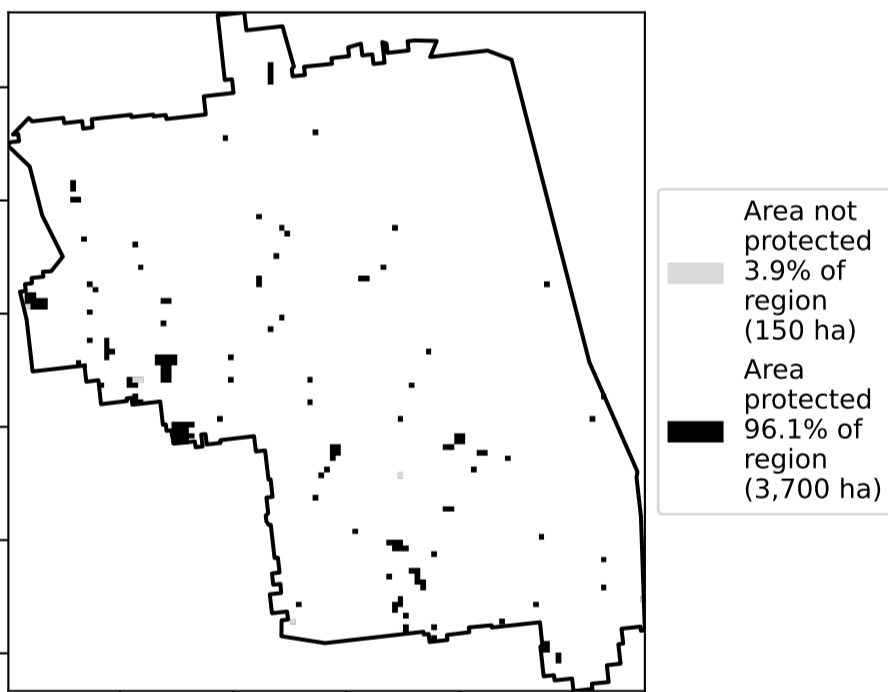 Area not
protected
3.9% of
region
(150 ha)
Area
protected
96.1% of
region
(3,700 ha)